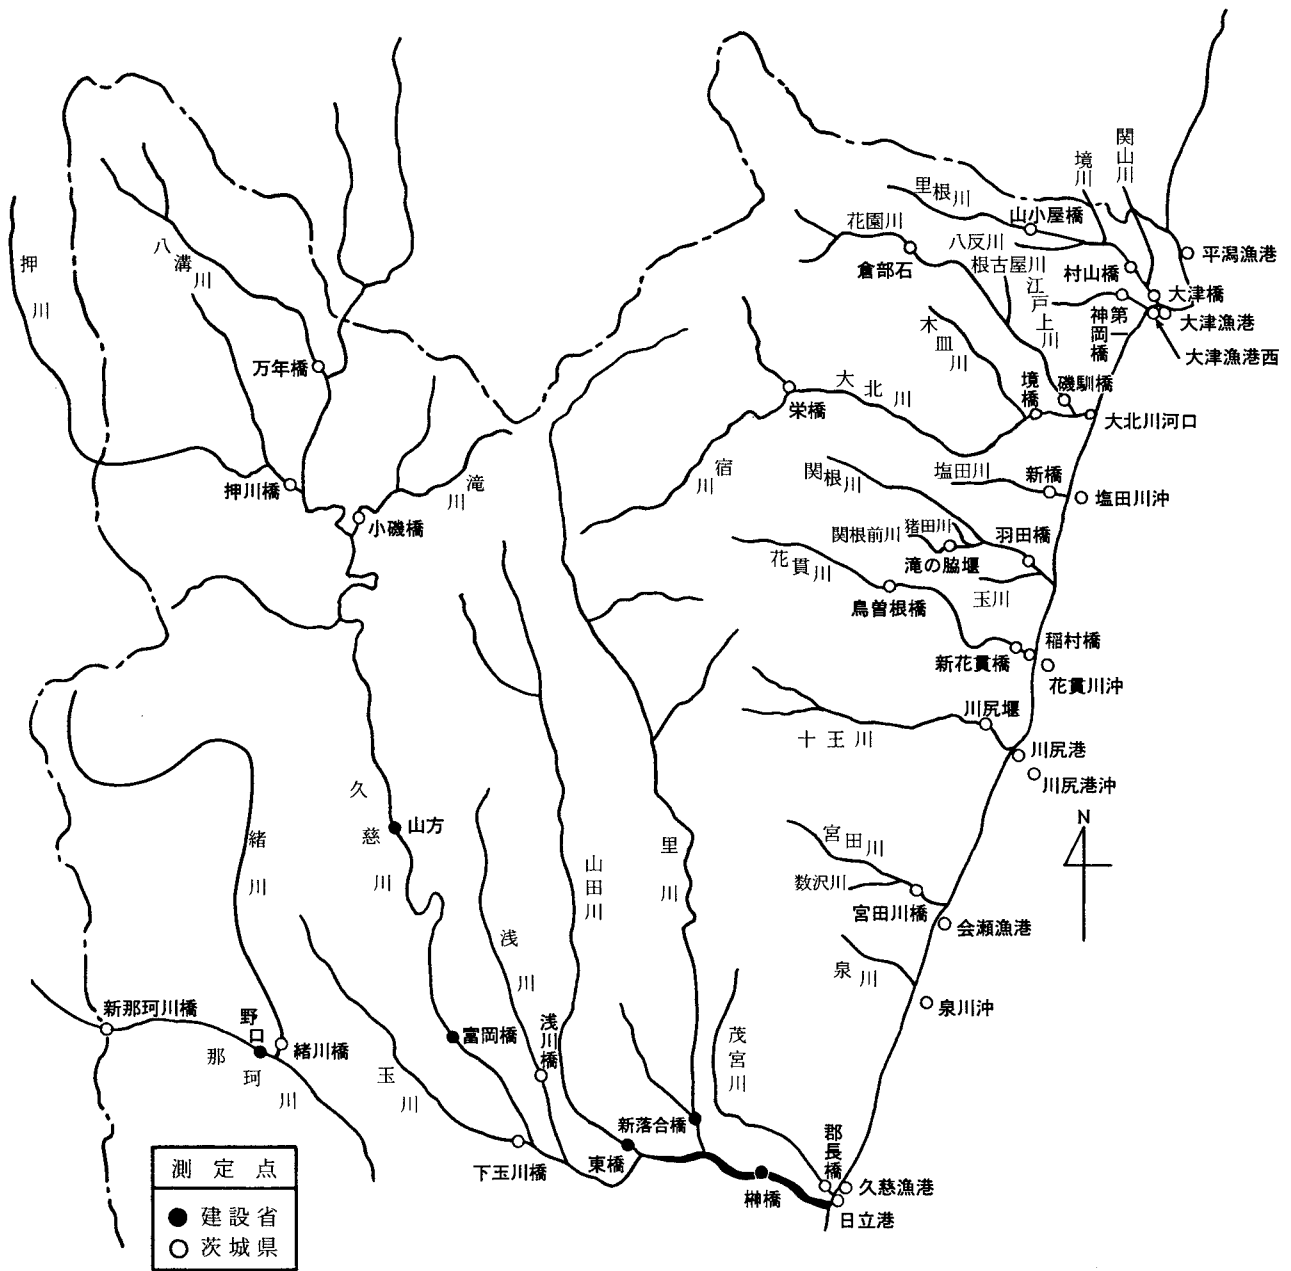 関山川
境川
里根川
山小屋橋
花園川
八反川
倉部石
根古屋川
村山橋
平潟漁港
江戸上川
大津橋
神岡第一橋
大津漁港
大津漁港西
押川
八溝川
木皿川
万年橋
大北川
境橋
磯馴橋
栄橋
大北川河口
宿川
関根川
塩田川
新橋
塩田川沖
押川橋
滝川
小磯橋
関根前川
猪田川
羽田橋
滝の脇堰
花貫川
玉川
鳥曽根橋
稲村橋
新花貫橋
花貫川沖
川尻堰
十王川
川尻港
川尻港沖
N
久慈川
山方
緒川
山田川
里川
宮田川
数沢川
宮田川橋
会瀬漁港
浅川
泉川
泉川沖
新那珂川橋
野口
緒川橋
那珂川
富岡橋
浅川橋
茂宮川
玉川
新落合橋
郡長橋
下玉川橋
東橋
榊橋
久慈漁港
日立港
測定点
建設省
茨城県